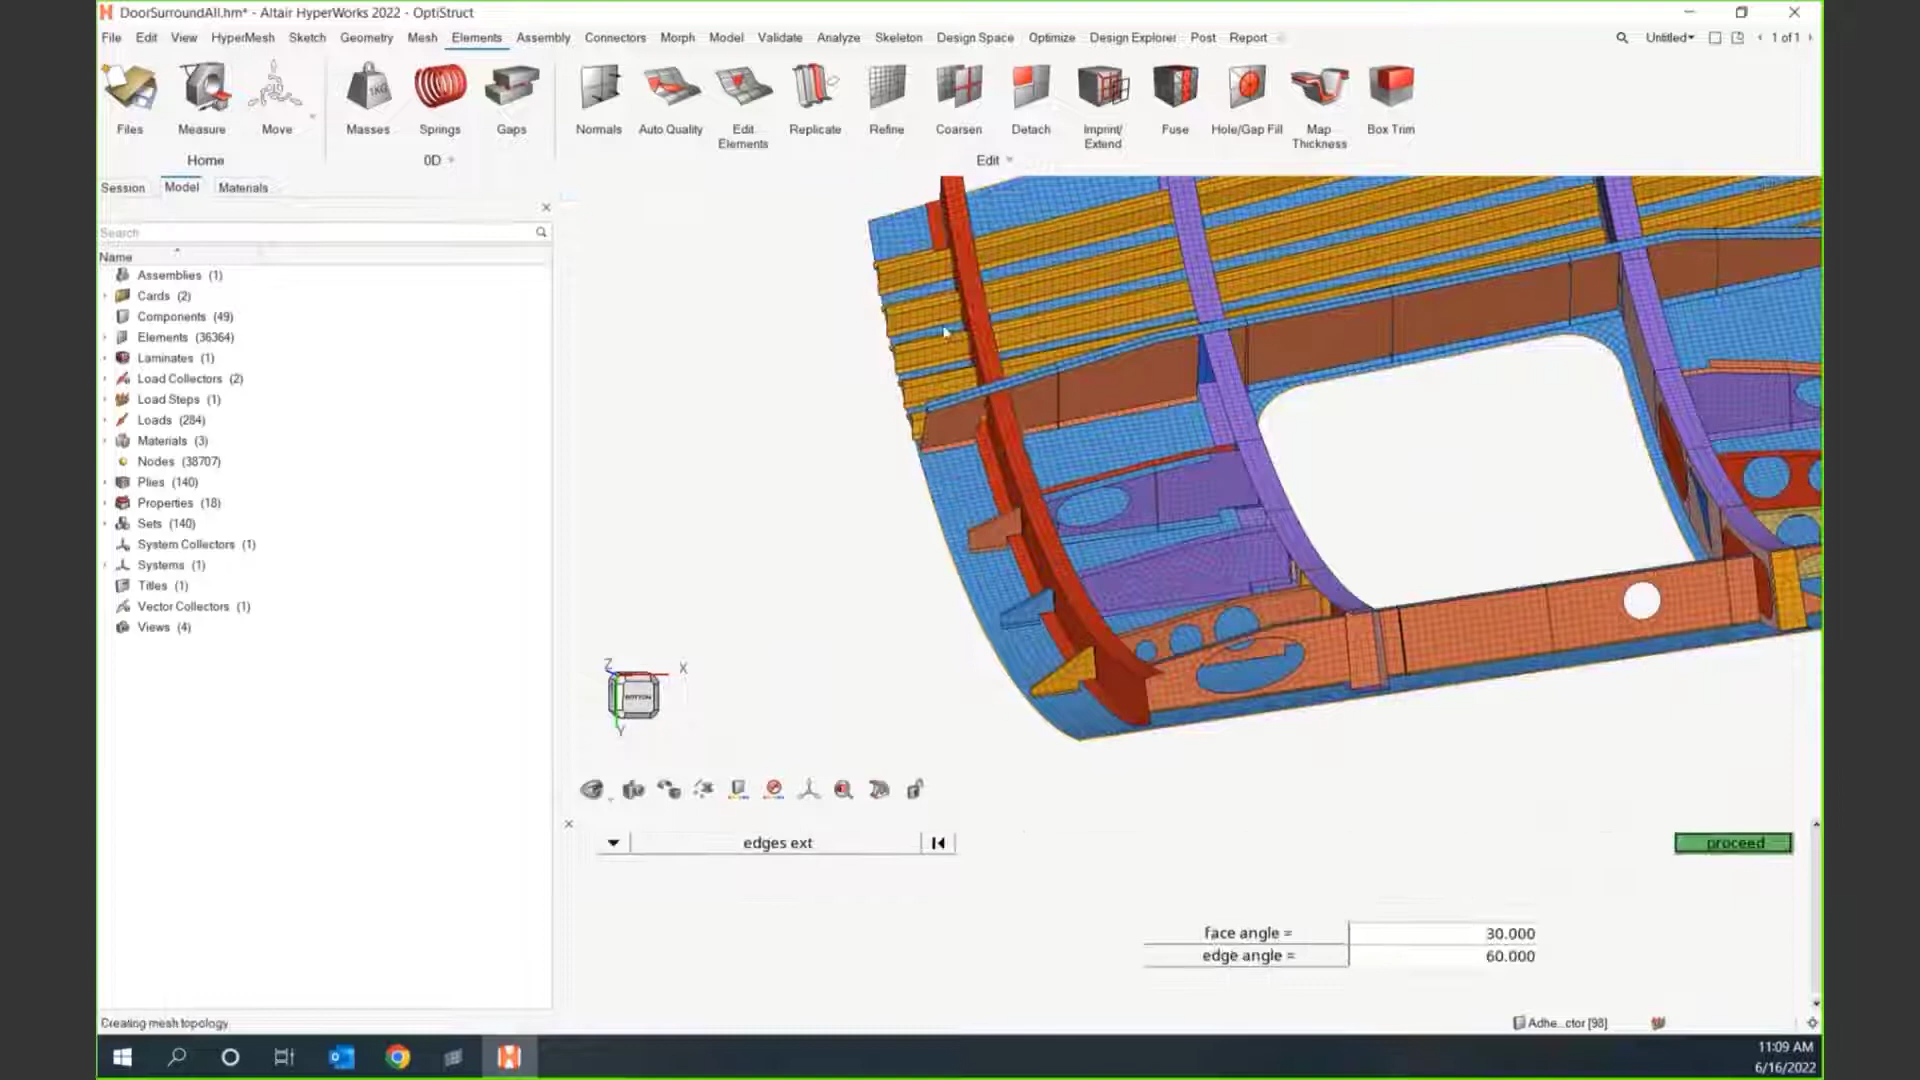 DoorSurroundAll.hm* - Altair HyperWorks 2022 - OptiStruct
File Edit View HyperMesh Sketch Geometry Mesh Elements Assembly Connectors Morph Model Validate Analyze Skeleton Design Space Optimize Design Explorer Post Report Untitled 1 of 1
1KG
Files Measure Move Masses Springs Gaps Normals Auto Quality Edit Elements Replicate Refine Coarsen Detach Imprint/ Extend Fuse Hole/Gap Fill Map Thickness Box Trim
Home 0D Edit
Session Model Materials
Search
Name
Assemblies (1)
Cards (2)
Components (49)
Elements (36364)
Laminates (1)
Load Collectors (2)
Load Steps (1)
Loads (284)
Materials (3)
Nodes (38707)
Plies (140)
Properties (18)
Sets (140)
System Collectors (1)
Systems (1)
Titles (1)
Vector Collectors (1)
Views (4)
Z X
BOTTOM
Y
edges ext proceed
face angle = 30.000
edge angle = 60.000
Creating mesh topology Adhe...ctor [98]
11:09 AM
6/16/2022